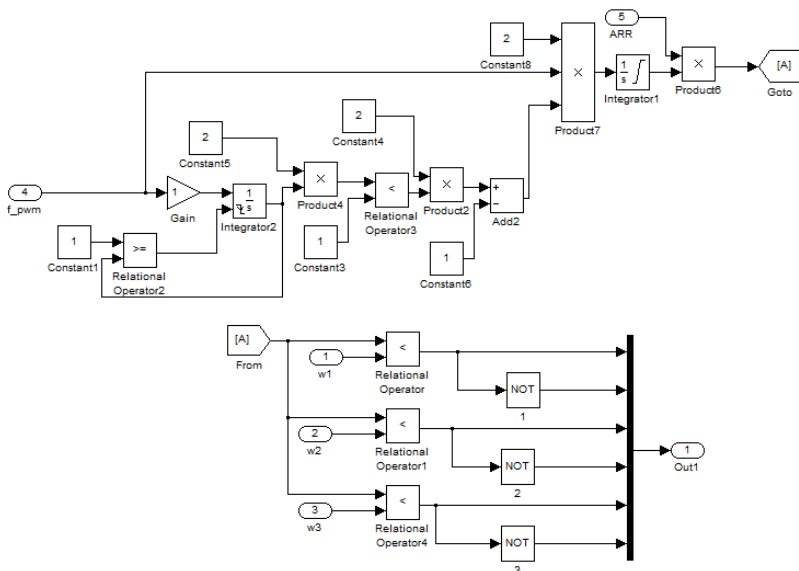 5
ARR
2
Constant8
×
Product7
1
s
Integrator1
×
Product6
[A]
Goto
2
Constant5
2
Constant4
4
f_pwm
1
Gain
1
s
Integrator2
×
Product4
<
Relational
Operator3
×
Product2
+
−
Add2
1
Constant1
>=
Relational
Operator2
1
Constant3
1
Constant6
[A]
From
1
w1
<
Relational
Operator
NOT
1
2
w2
<
Relational
Operator1
NOT
2
3
w3
<
Relational
Operator4
NOT
3
1
Out1